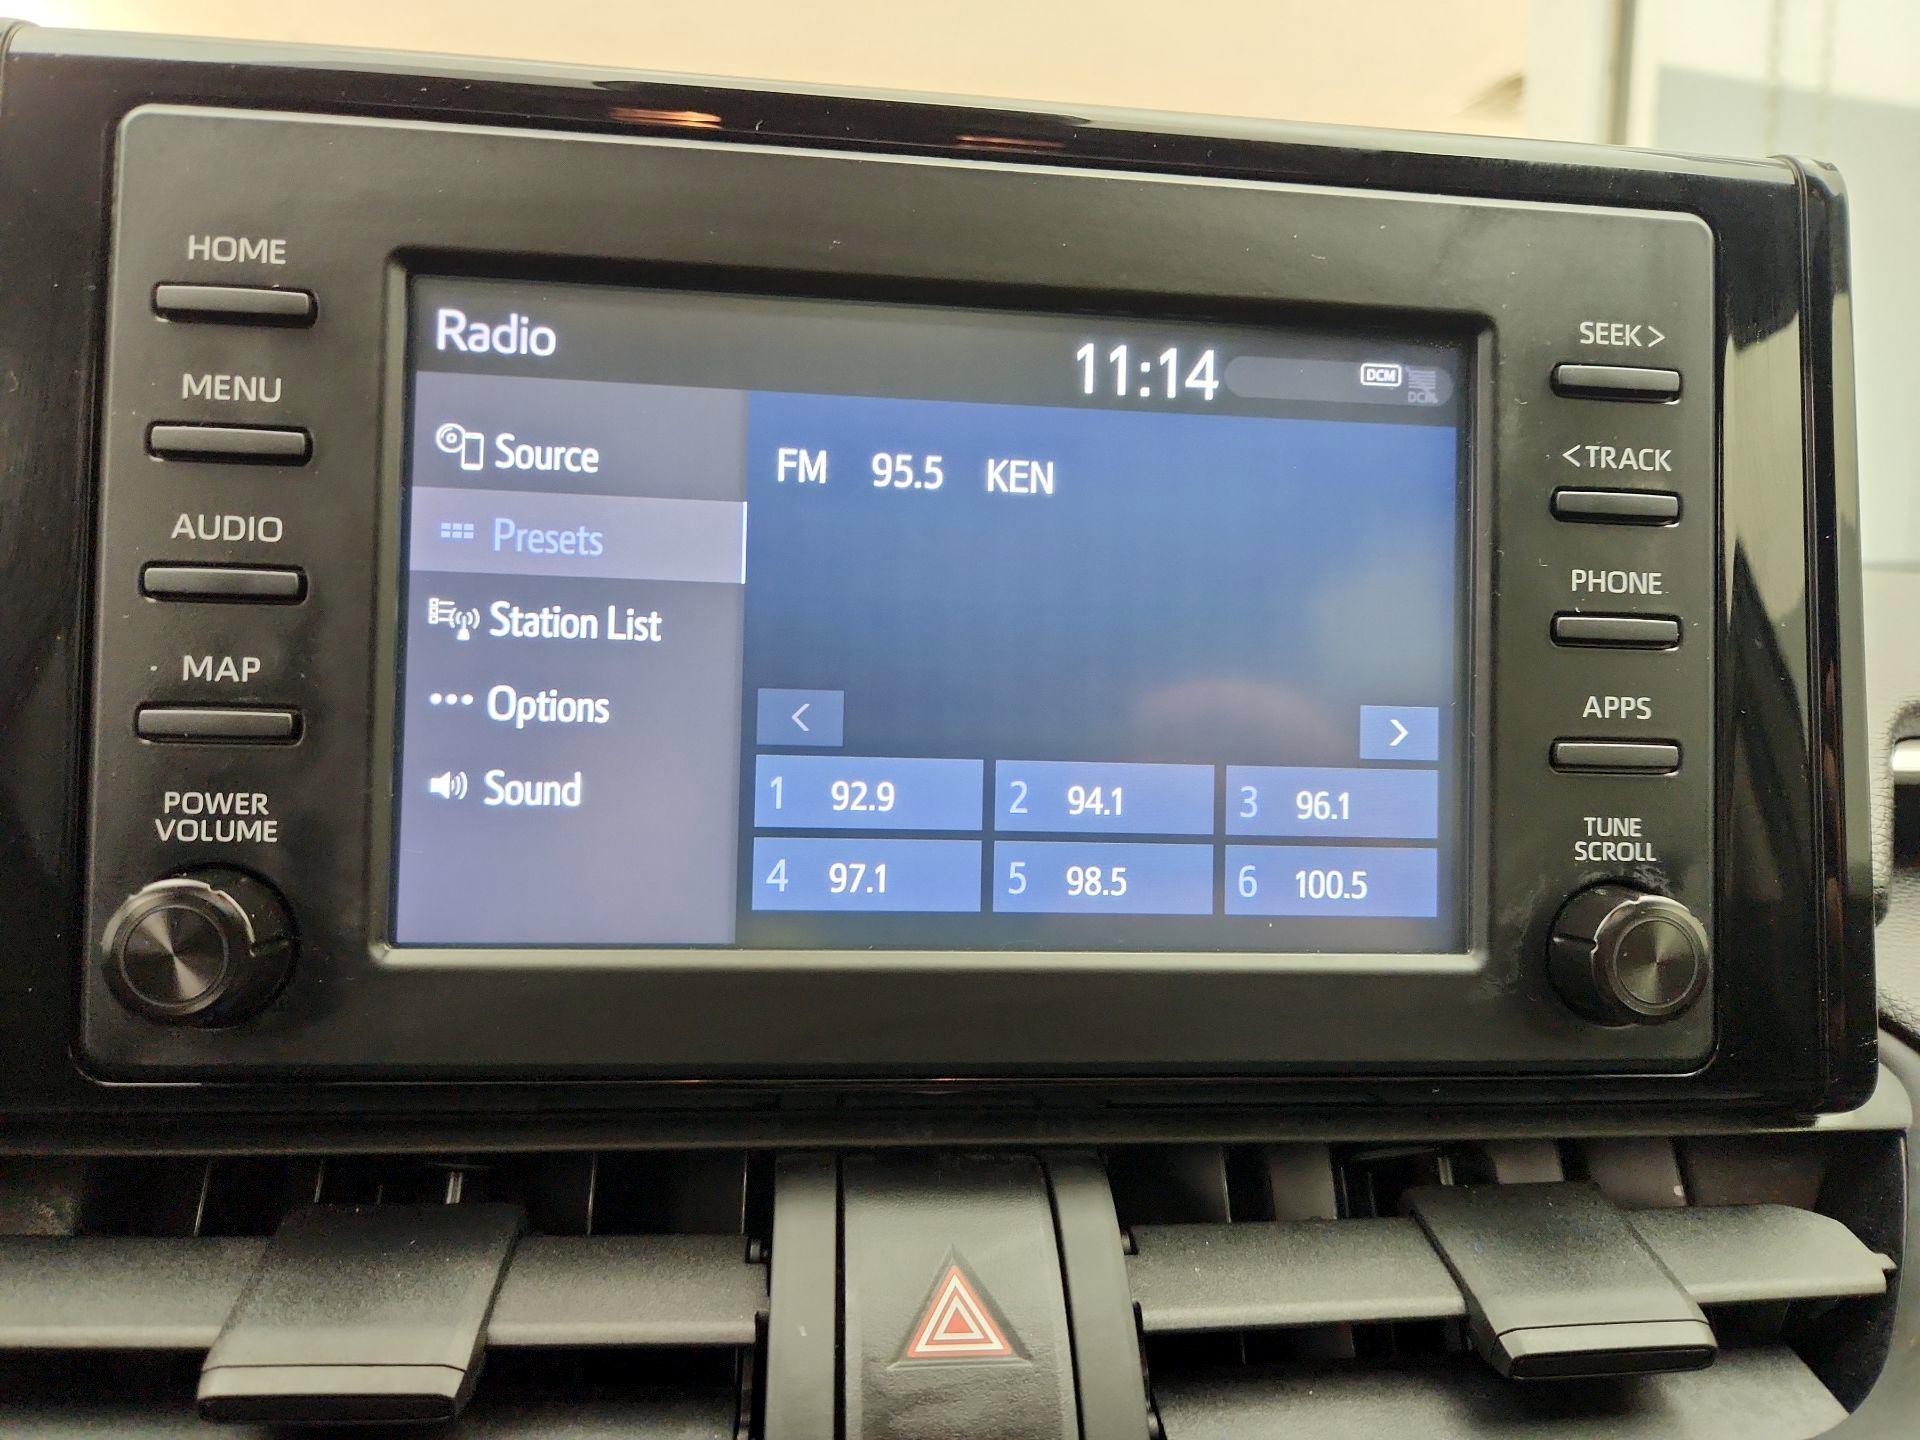 HOME
MENU
AUDIO
MAP
POWER
VOLUME
Radio
11:14
DCM
DCM
Source
Presets
Station List
Options
Sound
FM 95.5 KEN
<
>
1 92.9
2 94.1
3 96.1
4 97.1
5 98.5
6 100.5
SEEK >
< TRACK
PHONE
APPS
TUNE
SCROLL